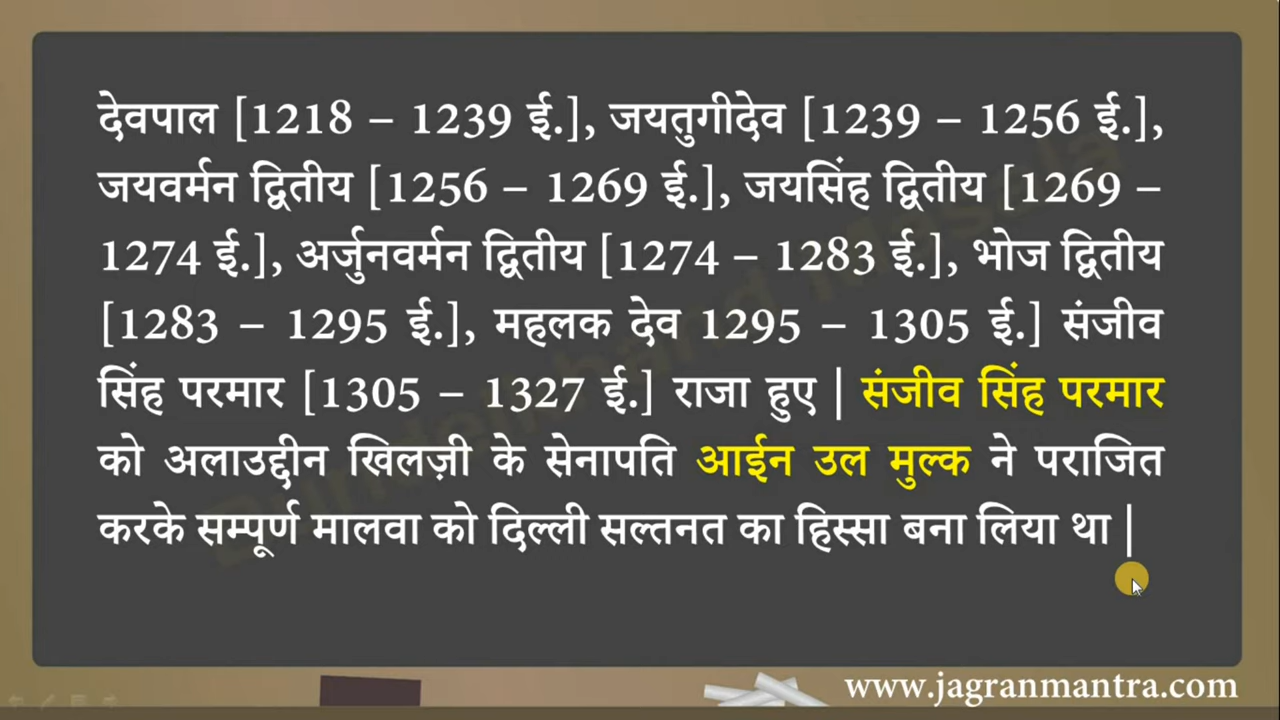 देवपाल [1218 – 1239 ई.], जयतुगीदेव [1239 – 1256 ई.],
जयवर्मन द्वितीय [1256 – 1269 ई.], जयसिंह द्वितीय [1269 –
1274 ई.], अर्जुनवर्मन द्वितीय [1274 – 1283 ई.], भोज द्वितीय
[1283 – 1295 ई.], महलक देव 1295 – 1305 ई.] संजीव
सिंह परमार [1305 – 1327 ई.] राजा हुए | संजीव सिंह परमार
को अलाउद्दीन खिलज़ी के सेनापति आईन उल मुल्क ने पराजित
करके सम्पूर्ण मालवा को दिल्ली सल्तनत का हिस्सा बना लिया था |
www.jagranmantra.com